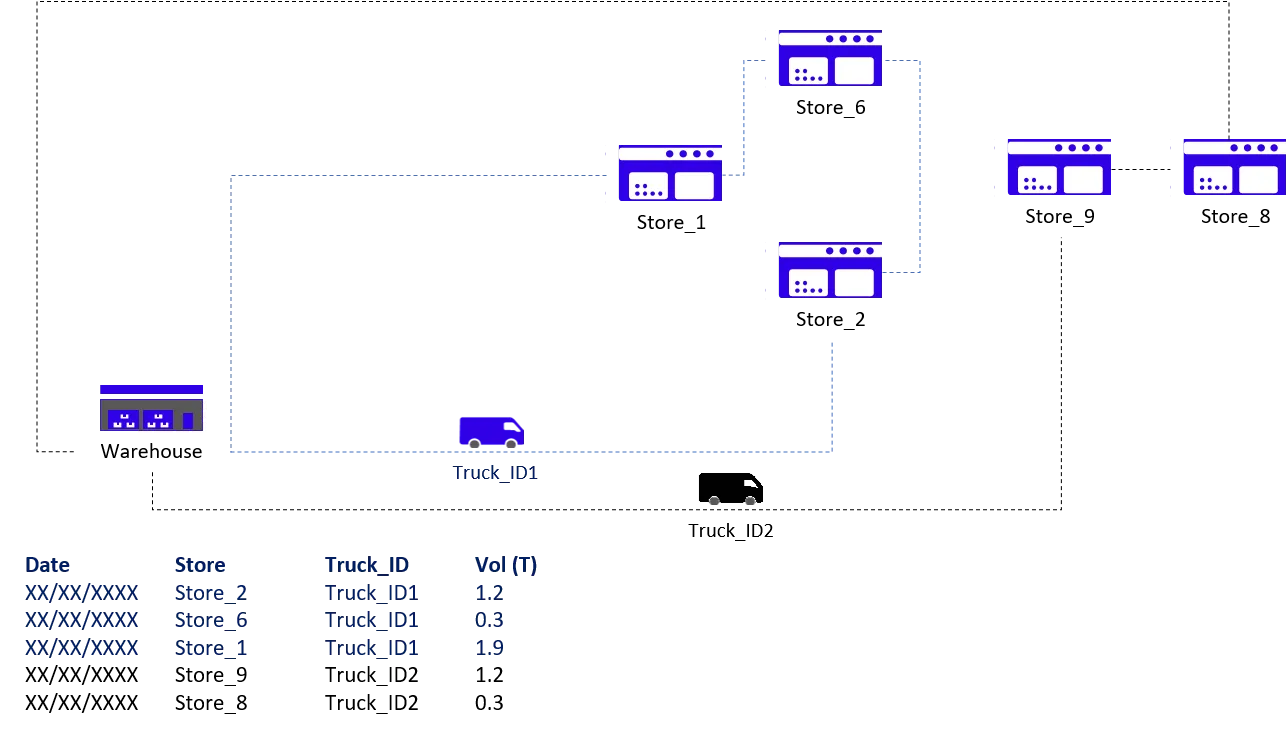 Store_6
Store_1
Store_9
Store_8
Store_2
Warehouse
Truck_ID1
Truck_ID2
Date Store Truck_ID Vol (T)
XX/XX/XXXX Store_2 Truck_ID1 1.2
XX/XX/XXXX Store_6 Truck_ID1 0.3
XX/XX/XXXX Store_1 Truck_ID1 1.9
XX/XX/XXXX Store_9 Truck_ID2 1.2
XX/XX/XXXX Store_8 Truck_ID2 0.3